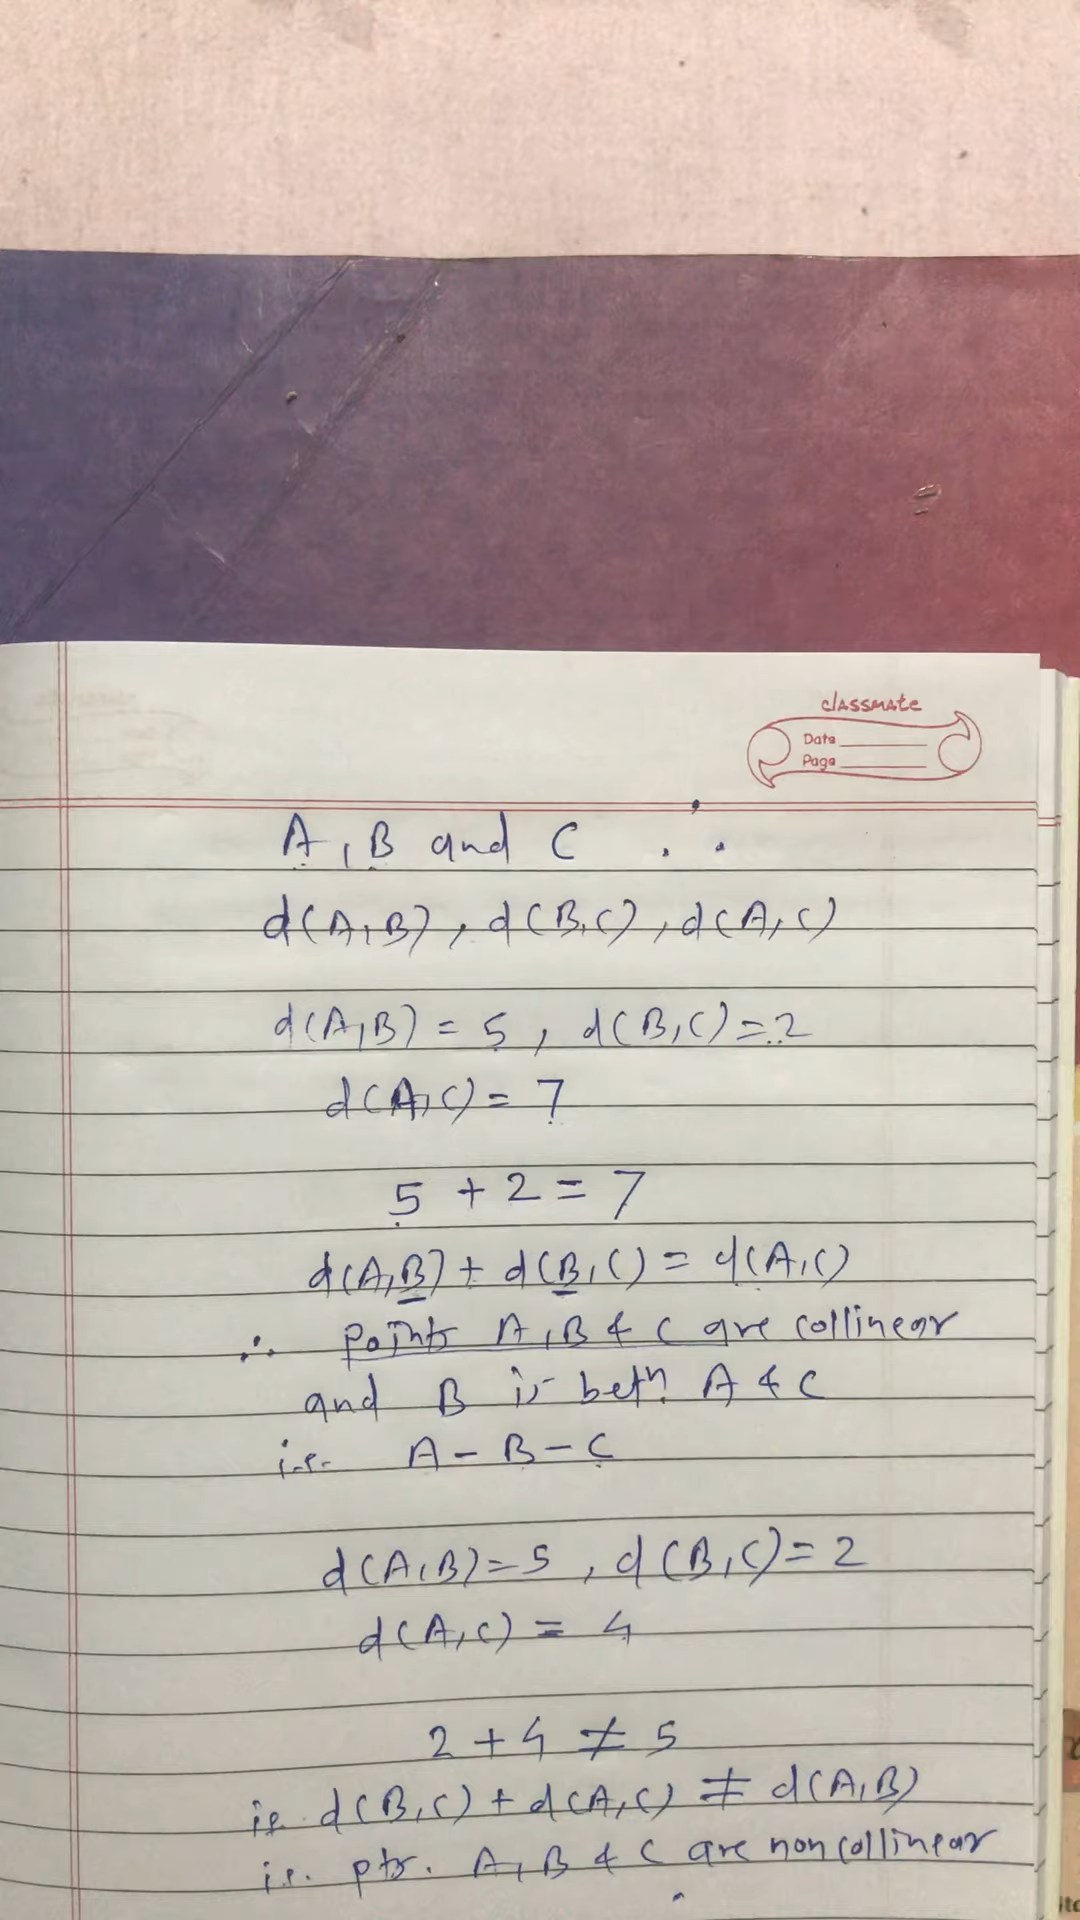 classmate
Date
Page
A, B and C
d(A,B), d(B,C), d(A,C)
d(A,B) = 5, d(B,C) = 2
d(A,C) = 7
5 + 2 = 7
d(A,B) + d(B,C) = d(A,C)
∴ points A, B & C are collinear
and B is betn A & C
i.e. A - B - C
d(A,B) = 5, d(B,C) = 2
d(A,C) = 4
2 + 4 ≠ 5
ie d(B,C) + d(A,C) ≠ d(A,B)
i.e. pts. A, B & C are non collinear